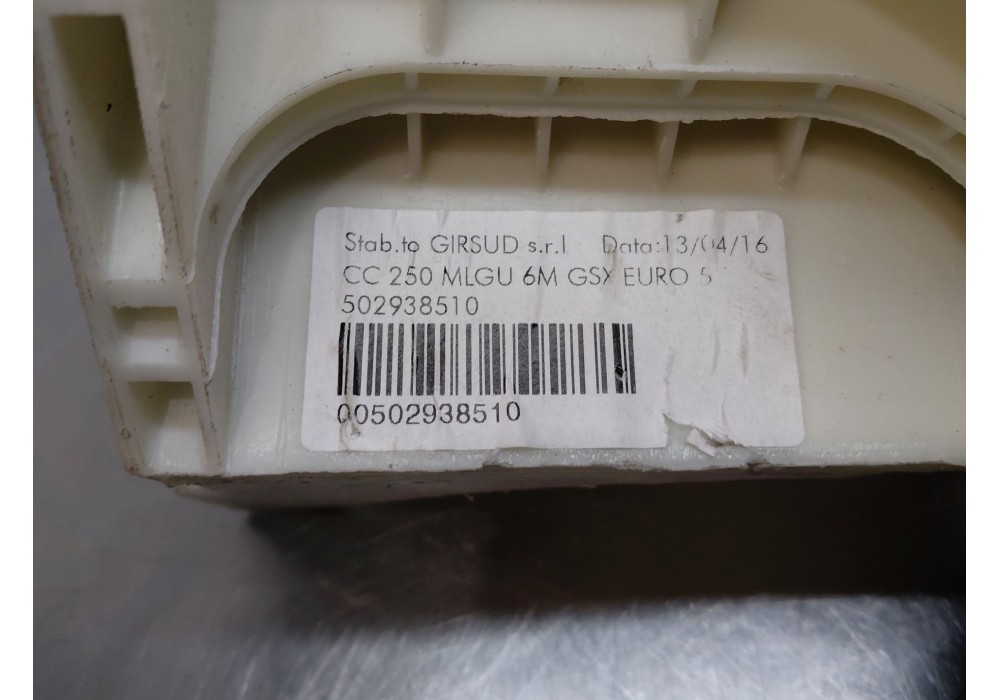 Stab.to GIRSUD s.r.l Data:13/04/16
CC 250 MLGU 6M GSX EURO 5
502938510
00502938510